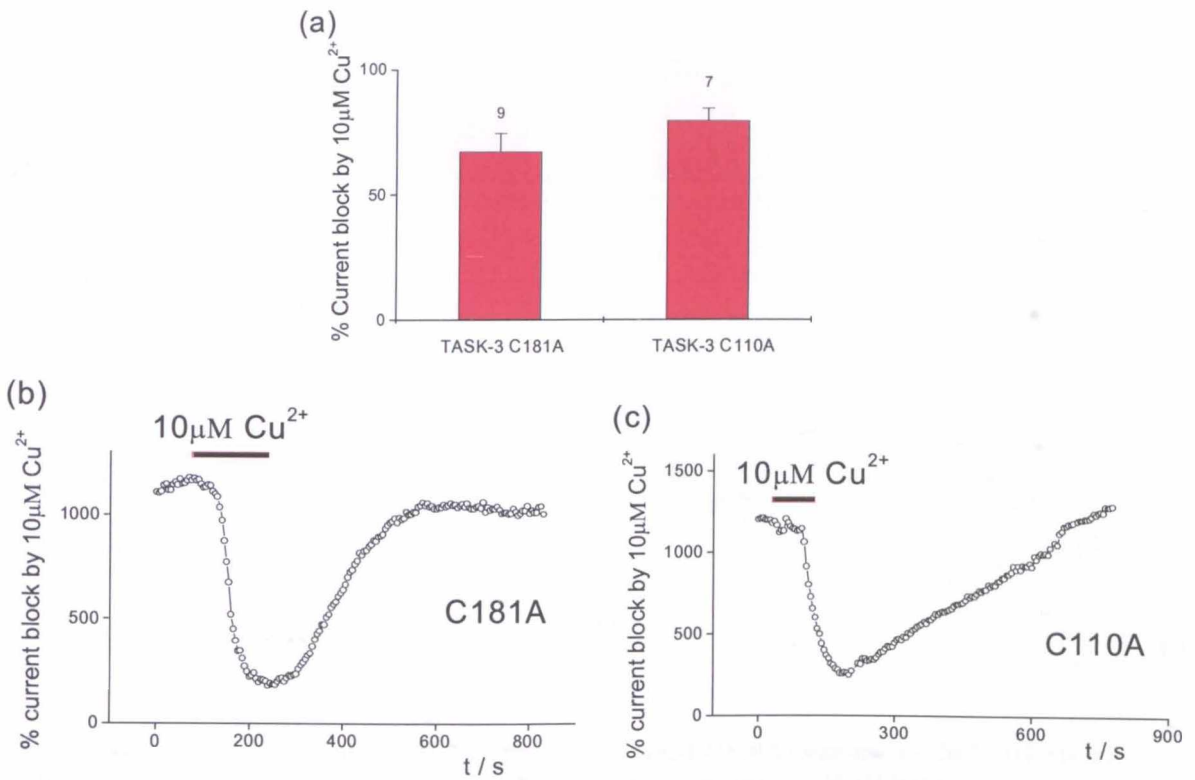 (a)
% Current block by 10μM Cu²⁺
100
50
0
9
7
TASK-3 C181A
TASK-3 C110A
(b)
% current block by 10μM Cu²⁺
10μM Cu²⁺
1000
500
0
C181A
0 200 400 600 800
t / s
(c)
% current block by 10μM Cu²⁺
10μM Cu²⁺
1500
1000
500
0
C110A
0 300 600 900
t / s